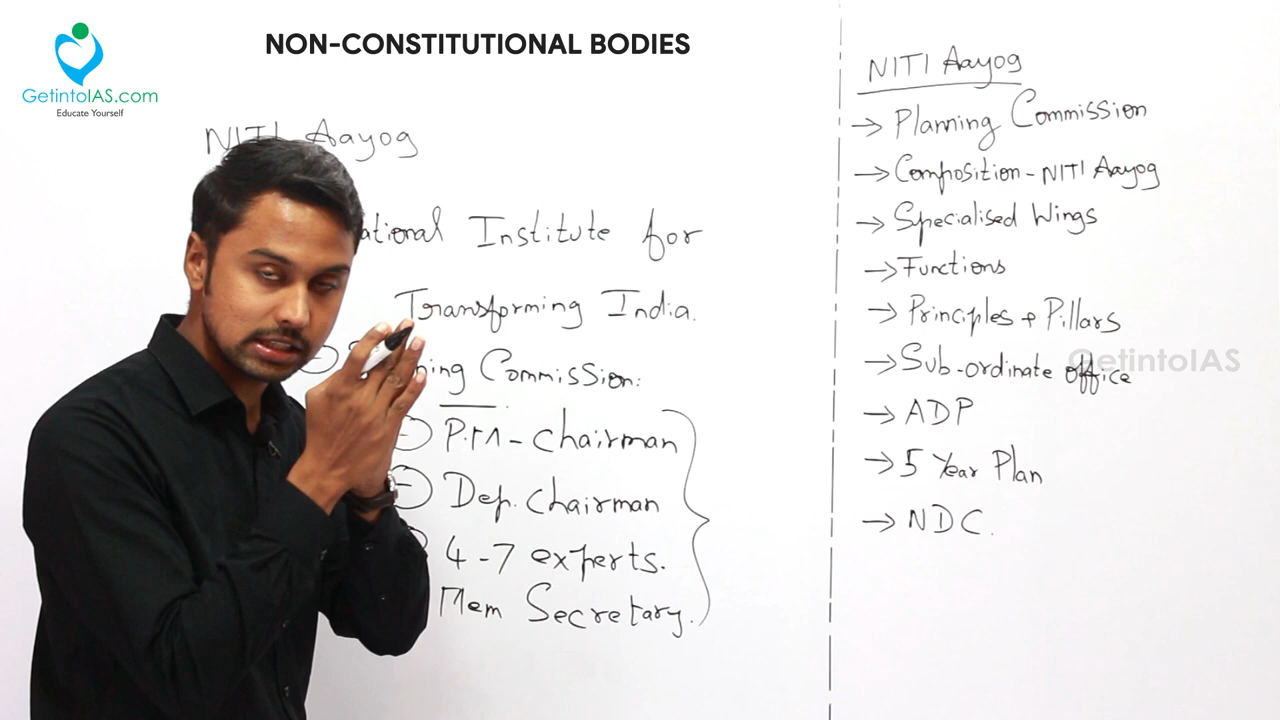 NON-CONSTITUTIONAL BODIES
GetintoIAS.com
Educate Yourself
NITI Aayog
Institute for
Transforming India.
Commission:
P.M - Chairman
Dep. Chairman
4-7 experts.
Mem Secretary.
NITI Aayog
→ Planning Commission
→ Composition - NITI Aayog
→ Specialised Wings
→ Functions
→ Principles + Pillars
→ Sub-ordinate office
GetintoIAS
→ ADP
→ 5 Year Plan
→ NDC.